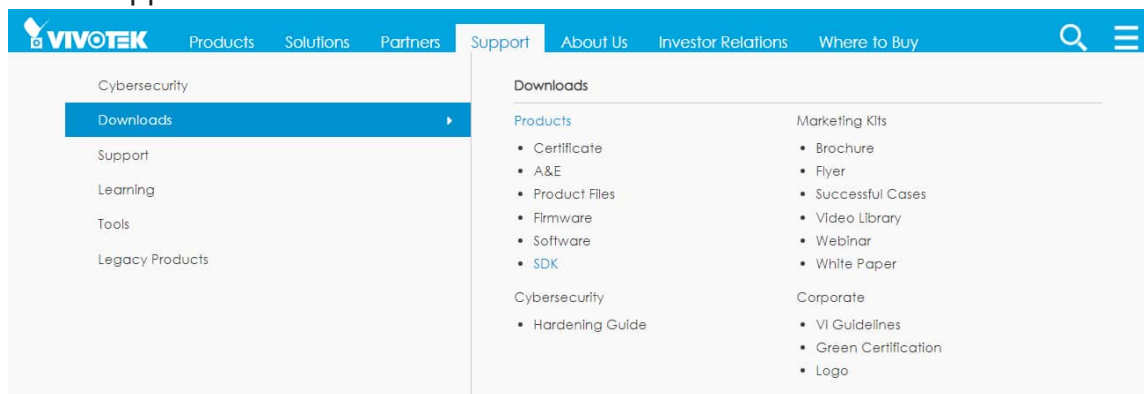 VIVOTEK Products Solutions Partners Support About Us Investor Relations Where to Buy
Cybersecurity
Downloads
Support
Learning
Tools
Legacy Products
Downloads
Products
• Certificate
• A&E
• Product Files
• Firmware
• Software
• SDK
Cybersecurity
• Hardening Guide
Marketing Kits
• Brochure
• Flyer
• Successful Cases
• Video Library
• Webinar
• White Paper
Corporate
• VI Guidelines
• Green Certification
• Logo